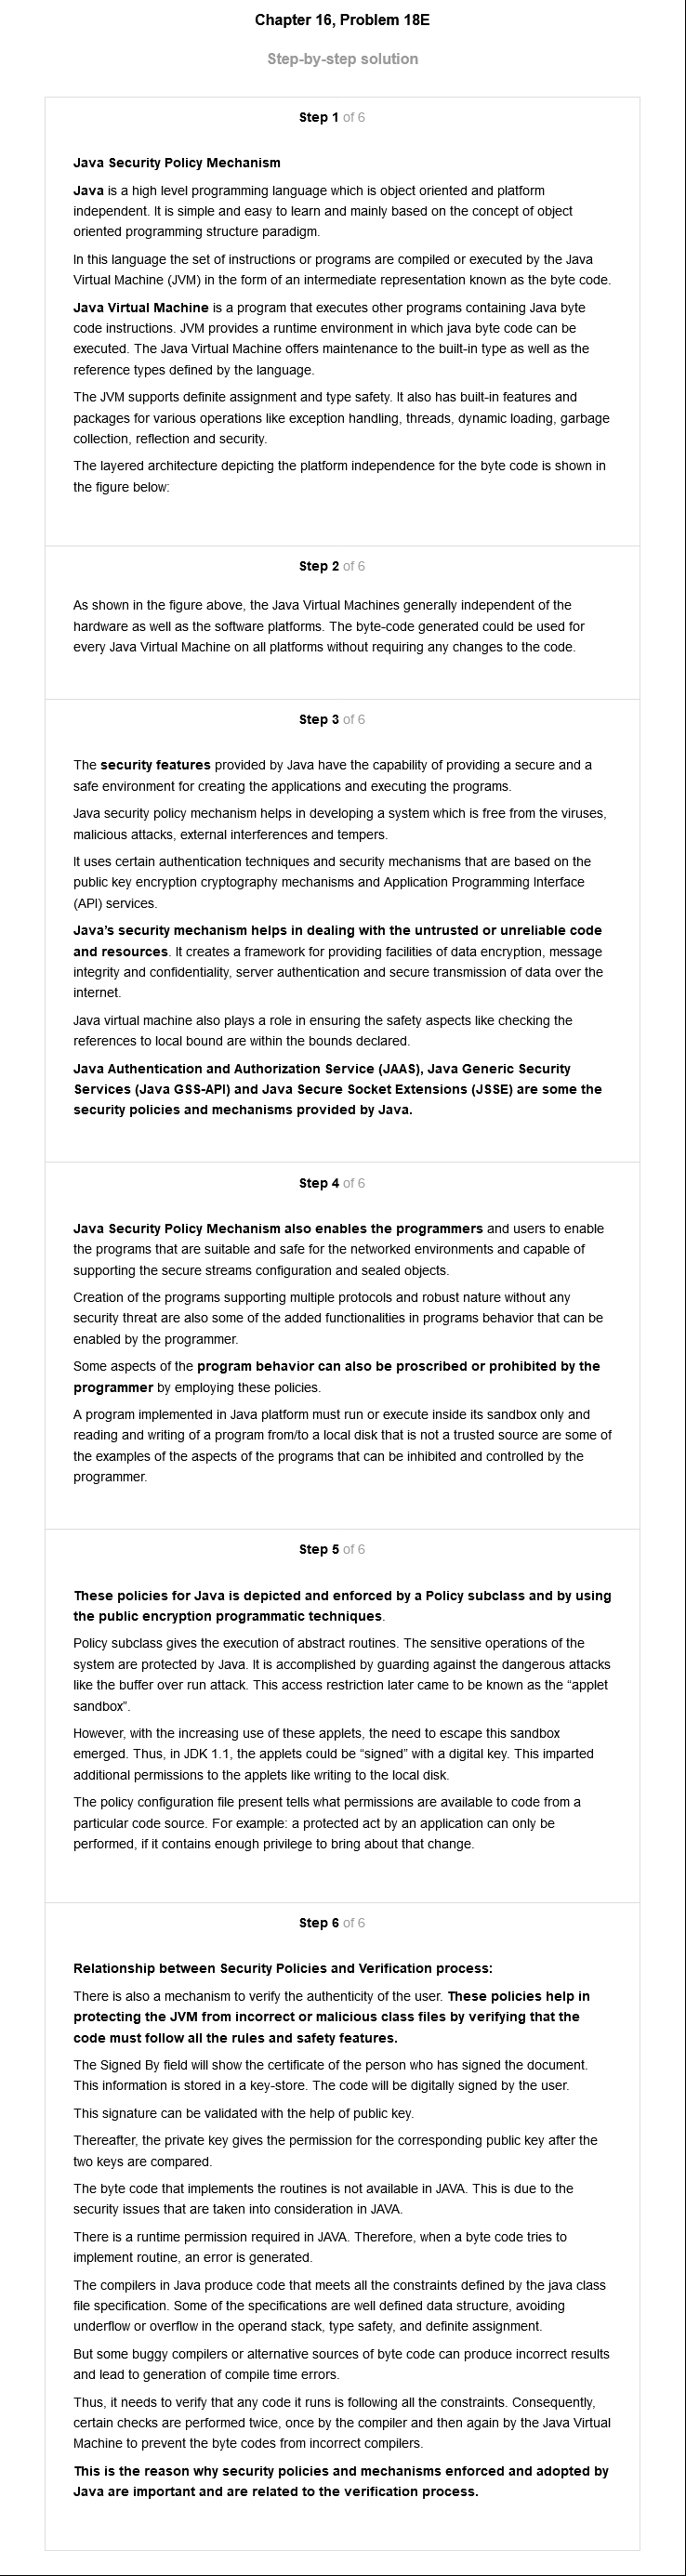 Chapter 16, Problem 18E
Step-by-step solution
Step 1 of 6
Java Security Policy Mechanism
Java is a high level programming language which is object oriented and platform
independent. It is simple and easy to learn and mainly based on the concept of object
oriented programming structure paradigm.
In this language the set of instructions or programs are compiled or executed by the Java
Virtual Machine (JVM) in the form of an intermediate representation known as the byte code.
Java Virtual Machine is a program that executes other programs containing Java byte
code instructions. JVM provides a runtime environment in which java byte code can be
executed. The Java Virtual Machine offers maintenance to the built-in type as well as the
reference types defined by the language.
The JVM supports definite assignment and type safety. It also has built-in features and
packages for various operations like exception handling, threads, dynamic loading, garbage
collection, reflection and security.
The layered architecture depicting the platform independence for the byte code is shown in
the figure below:
Step 2 of 6
As shown in the figure above, the Java Virtual Machines generally independent of the
hardware as well as the software platforms. The byte-code generated could be used for
every Java Virtual Machine on all platforms without requiring any changes to the code.
Step 3 of 6
The security features provided by Java have the capability of providing a secure and a
safe environment for creating the applications and executing the programs.
Java security policy mechanism helps in developing a system which is free from the viruses,
malicious attacks, external interferences and tempers.
It uses certain authentication techniques and security mechanisms that are based on the
public key encryption cryptography mechanisms and Application Programming Interface
(API) services.
Java's security mechanism helps in dealing with the untrusted or unreliable code
and resources. It creates a framework for providing facilities of data encryption, message
integrity and confidentiality, server authentication and secure transmission of data over the
internet.
Java virtual machine also plays a role in ensuring the safety aspects like checking the
references to local bound are within the bounds declared.
Java Authentication and Authorization Service (JAAS), Java Generic Security
Services (Java GSS-API) and Java Secure Socket Extensions (JSSE) are some the
security policies and mechanisms provided by Java.
Step 4 of 6
Java Security Policy Mechanism also enables the programmers and users to enable
the programs that are suitable and safe for the networked environments and capable of
supporting the secure streams configuration and sealed objects.
Creation of the programs supporting multiple protocols and robust nature without any
security threat are also some of the added functionalities in programs behavior that can be
enabled by the programmer.
Some aspects of the program behavior can also be proscribed or prohibited by the
programmer by employing these policies.
A program implemented in Java platform must run or execute inside its sandbox only and
reading and writing of a program from/to a local disk that is not a trusted source are some of
the examples of the aspects of the programs that can be inhibited and controlled by the
programmer.
Step 5 of 6
These policies for Java is depicted and enforced by a Policy subclass and by using
the public encryption programmatic techniques.
Policy subclass gives the execution of abstract routines. The sensitive operations of the
system are protected by Java. It is accomplished by guarding against the dangerous attacks
like the buffer over run attack. This access restriction later came to be known as the “applet
sandbox”.
However, with the increasing use of these applets, the need to escape this sandbox
emerged. Thus, in JDK 1.1, the applets could be “signed” with a digital key. This imparted
additional permissions to the applets like writing to the local disk.
The policy configuration file present tells what permissions are available to code from a
particular code source. For example: a protected act by an application can only be
performed, if it contains enough privilege to bring about that change.
Step 6 of 6
Relationship between Security Policies and Verification process:
There is also a mechanism to verify the authenticity of the user. These policies help in
protecting the JVM from incorrect or malicious class files by verifying that the
code must follow all the rules and safety features.
The Signed By field will show the certificate of the person who has signed the document.
This information is stored in a key-store. The code will be digitally signed by the user.
This signature can be validated with the help of public key.
Thereafter, the private key gives the permission for the corresponding public key after the
two keys are compared.
The byte code that implements the routines is not available in JAVA. This is due to the
security issues that are taken into consideration in JAVA.
There is a runtime permission required in JAVA. Therefore, when a byte code tries to
implement routine, an error is generated.
The compilers in Java produce code that meets all the constraints defined by the java class
file specification. Some of the specifications are well defined data structure, avoiding
underflow or overflow in the operand stack, type safety, and definite assignment.
But some buggy compilers or alternative sources of byte code can produce incorrect results
and lead to generation of compile time errors.
Thus, it needs to verify that any code it runs is following all the constraints. Consequently,
certain checks are performed twice, once by the compiler and then again by the Java Virtual
Machine to prevent the byte codes from incorrect compilers.
This is the reason why security policies and mechanisms enforced and adopted by
Java are important and are related to the verification process.